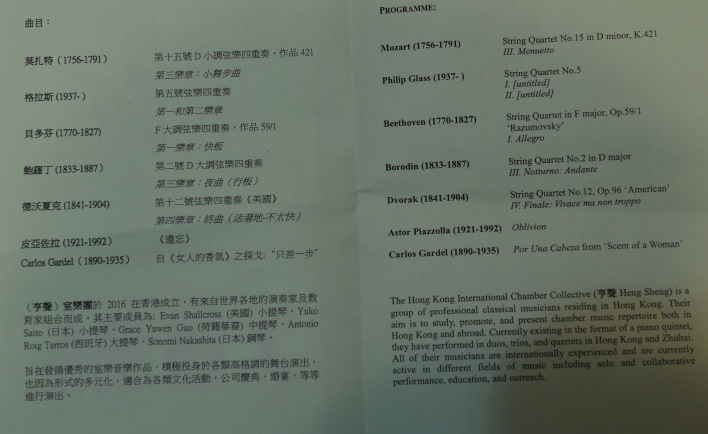 曲目：
莫扎特（1756-1791） 第十五號 D 小調弦樂四重奏，作品 421
第三樂章：小舞步曲
格拉斯 (1937- ) 第五號弦樂四重奏
第一和第二樂章
貝多芬 (1770-1827) F 大調弦樂四重奏，作品 59/1
第一樂章：快板
鮑羅丁 (1833-1887) 第二號 D 大調弦樂四重奏
第三樂章：夜曲（行板）
德沃夏克 (1841-1904) 第十二號弦樂四重奏《美國》
第四樂章：終曲（活潑地-不太快）
皮亞佐拉 (1921-1992) 《遺忘》
Carlos Gardel（1890-1935） 自《女人的香氣》之探戈: “只差一步”
（亨聲）室樂團於 2016 在香港成立，有來自世界各地的演奏家及教
育家組合而成。其主要成員為: Evan Shallcross (美國) 小提琴、Yuko
Saito (日本) 小提琴、Grace Yuwen Guo (荷籍華裔) 中提琴、Antonio
Roig Tarros (西班牙) 大提琴、Sonomi Nakashita (日本) 鋼琴。
旨在發揚優秀的室樂音樂作品，積極投身於各類高格調的舞台演出，
也因為形式的多元化，適合為各類文化活動，公司慶典，婚宴，等等
進行演出。
PROGRAMME:
Mozart (1756-1791) String Quartet No.15 in D minor, K.421
III. Menuetto
Philip Glass (1937- ) String Quartet No.5
I. [untitled]
II. [untitled]
Beethoven (1770-1827) String Quartet in F major, Op.59/1
‘Razumovsky’
I. Allegro
Borodin (1833-1887) String Quartet No.2 in D major
III. Notturno: Andante
Dvorak (1841-1904) String Quartet No.12, Op.96 ‘American’
IV. Finale: Vivace ma non troppo
Astor Piazzolla (1921-1992) Oblivion
Carlos Gardel (1890-1935) Por Una Cabeza from ‘Scent of a Woman’
The Hong Kong International Chamber Collective (亨聲 Heng Sheng) is a
group of professional classical musicians residing in Hong Kong. Their
aim is to study, promote, and present chamber music repertoire both in
Hong Kong and abroad. Currently existing in the format of a piano quintet,
they have performed in duos, trios, and quartets in Hong Kong and Zhuhai.
All of their musicians are internationally experienced and are currently
active in different fields of music including solo and collaborative
performance, education, and outreach.